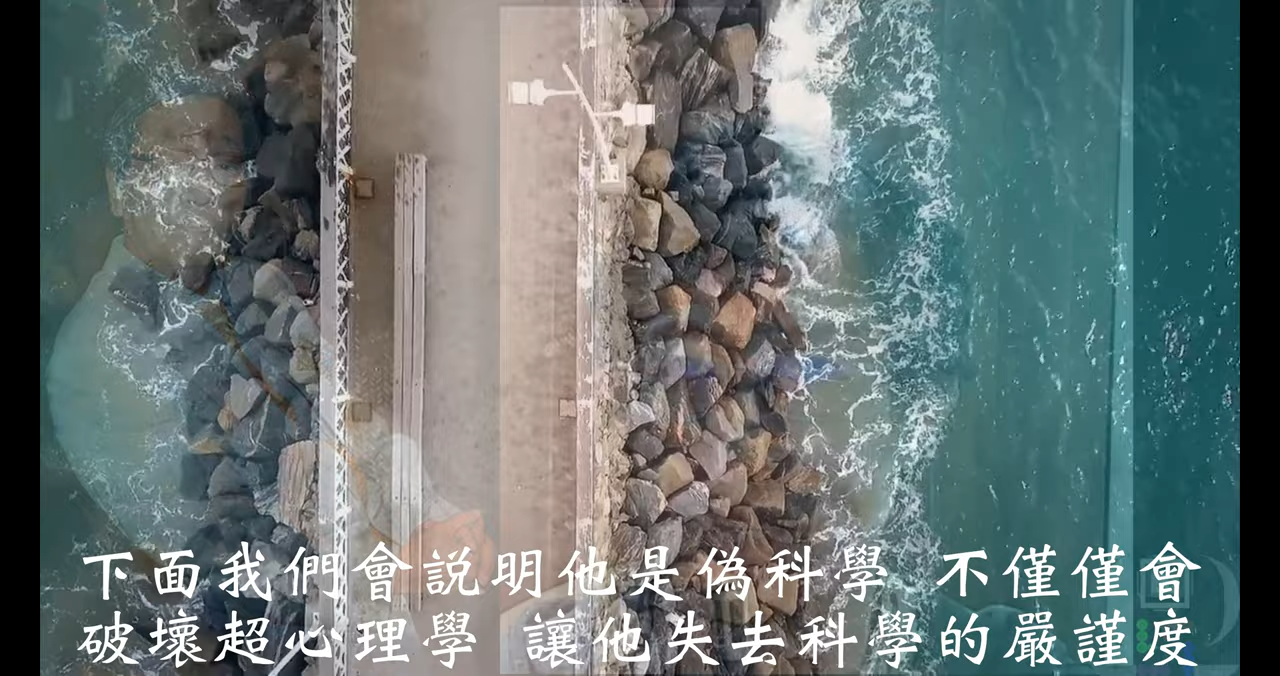 下面我們會説明他是偽科學 不僅僅會
破壞超心理學 讓他失去科學的嚴謹度